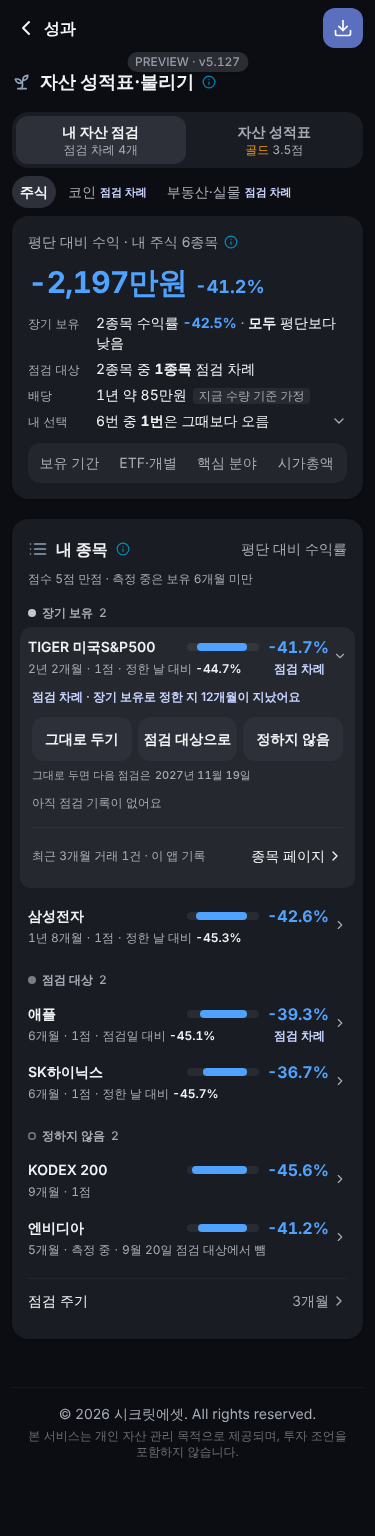 성과
PREVIEW · v5.127
자산 성적표·불리기
내 자산 점검
점검 차례 4개
자산 성적표
골드 3.5점
주식 코인 점검 차례 부동산·실물 점검 차례
평단 대비 수익 · 내 주식 6종목
-2,197만원 -41.2%
장기 보유 2종목 수익률 -42.5% · 모두 평단보다
낮음
점검 대상 2종목 중 1종목 점검 차례
배당 1년 약 85만원 지금 수량 기준 가정
내 선택 6번 중 1번은 그때보다 오름
보유 기간 ETF·개별 핵심 분야 시가총액
내 종목 평단 대비 수익률
점수 5점 만점 · 측정 중은 보유 6개월 미만
장기 보유 2
TIGER 미국S&P500 -41.7%
2년 2개월 · 1점 · 정한 날 대비 -44.7% 점검 차례
점검 차례 · 장기 보유로 정한 지 12개월이 지났어요
그대로 두기 점검 대상으로 정하지 않음
그대로 두면 다음 점검은 2027년 11월 19일
아직 점검 기록이 없어요
최근 3개월 거래 1건 · 이 앱 기록 종목 페이지
삼성전자 -42.6%
1년 8개월 · 1점 · 정한 날 대비 -45.3%
점검 대상 2
애플 -39.3%
6개월 · 1점 · 점검일 대비 -45.1% 점검 차례
SK하이닉스 -36.7%
6개월 · 1점 · 정한 날 대비 -45.7%
정하지 않음 2
KODEX 200 -45.6%
9개월 · 1점
엔비디아 -41.2%
5개월 · 측정 중 · 9월 20일 점검 대상에서 뺌
점검 주기 3개월
© 2026 시크릿에셋. All rights reserved.
본 서비스는 개인 자산 관리 목적으로 제공되며, 투자 조언을
포함하지 않습니다.